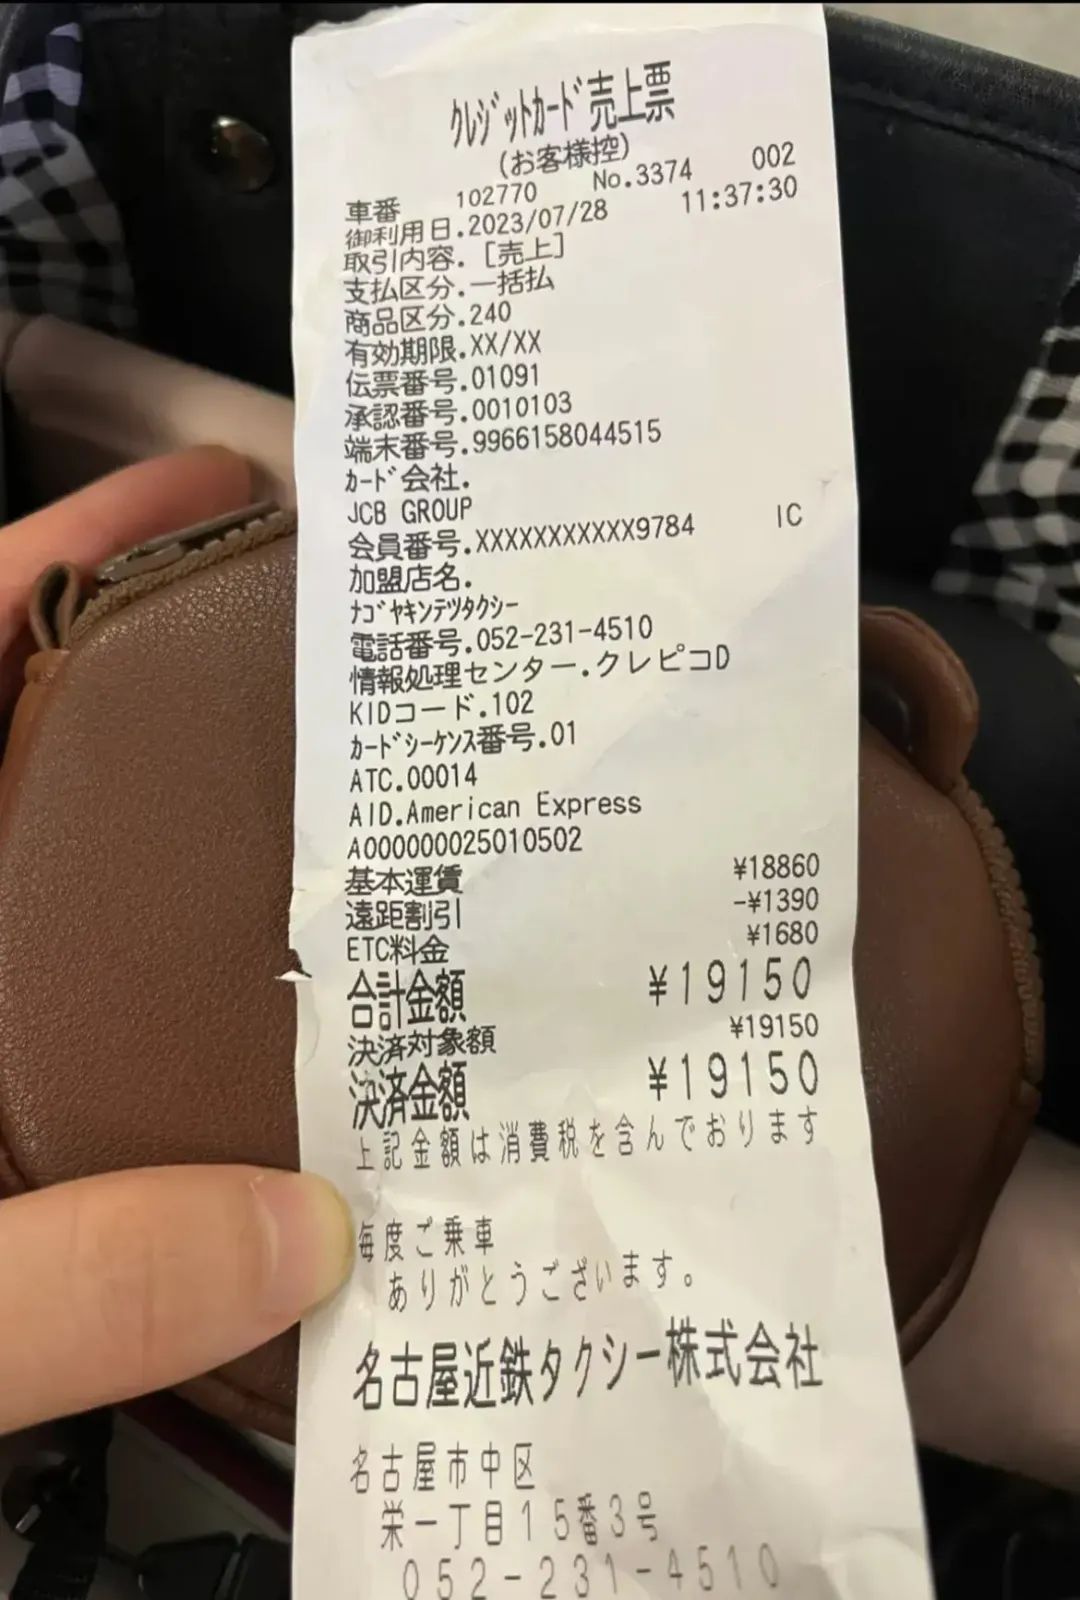 クレジットカード売上票
(お客様控)
車番 102770 No.3374 002
御利用日.2023/07/28 11:37:30
取引内容.[売上]
支払区分.一括払
商品区分.240
有効期限.XX/XX
伝票番号.01091
承認番号.0010103
端末番号.9966158044515
カード会社.
JCB GROUP
会員番号.XXXXXXXXXXX9784 IC
加盟店名.
ナゴヤキンテツタクシー
電話番号.052-231-4510
情報処理センター.クレピコD
KIDコード.102
カードシーケンス番号.01
ATC.00014
AID.American Express
A000000025010502
基本運賃 ¥18860
遠距割引 -¥1390
ETC料金 ¥1680
合計金額 ¥19150
決済対象額 ¥19150
決済金額 ¥19150
上記金額は消費税を含んでおります
毎度ご乗車
ありがとうございます。
名古屋近鉄タクシー株式会社
名古屋市中区
栄一丁目15番3号
052-231-4510